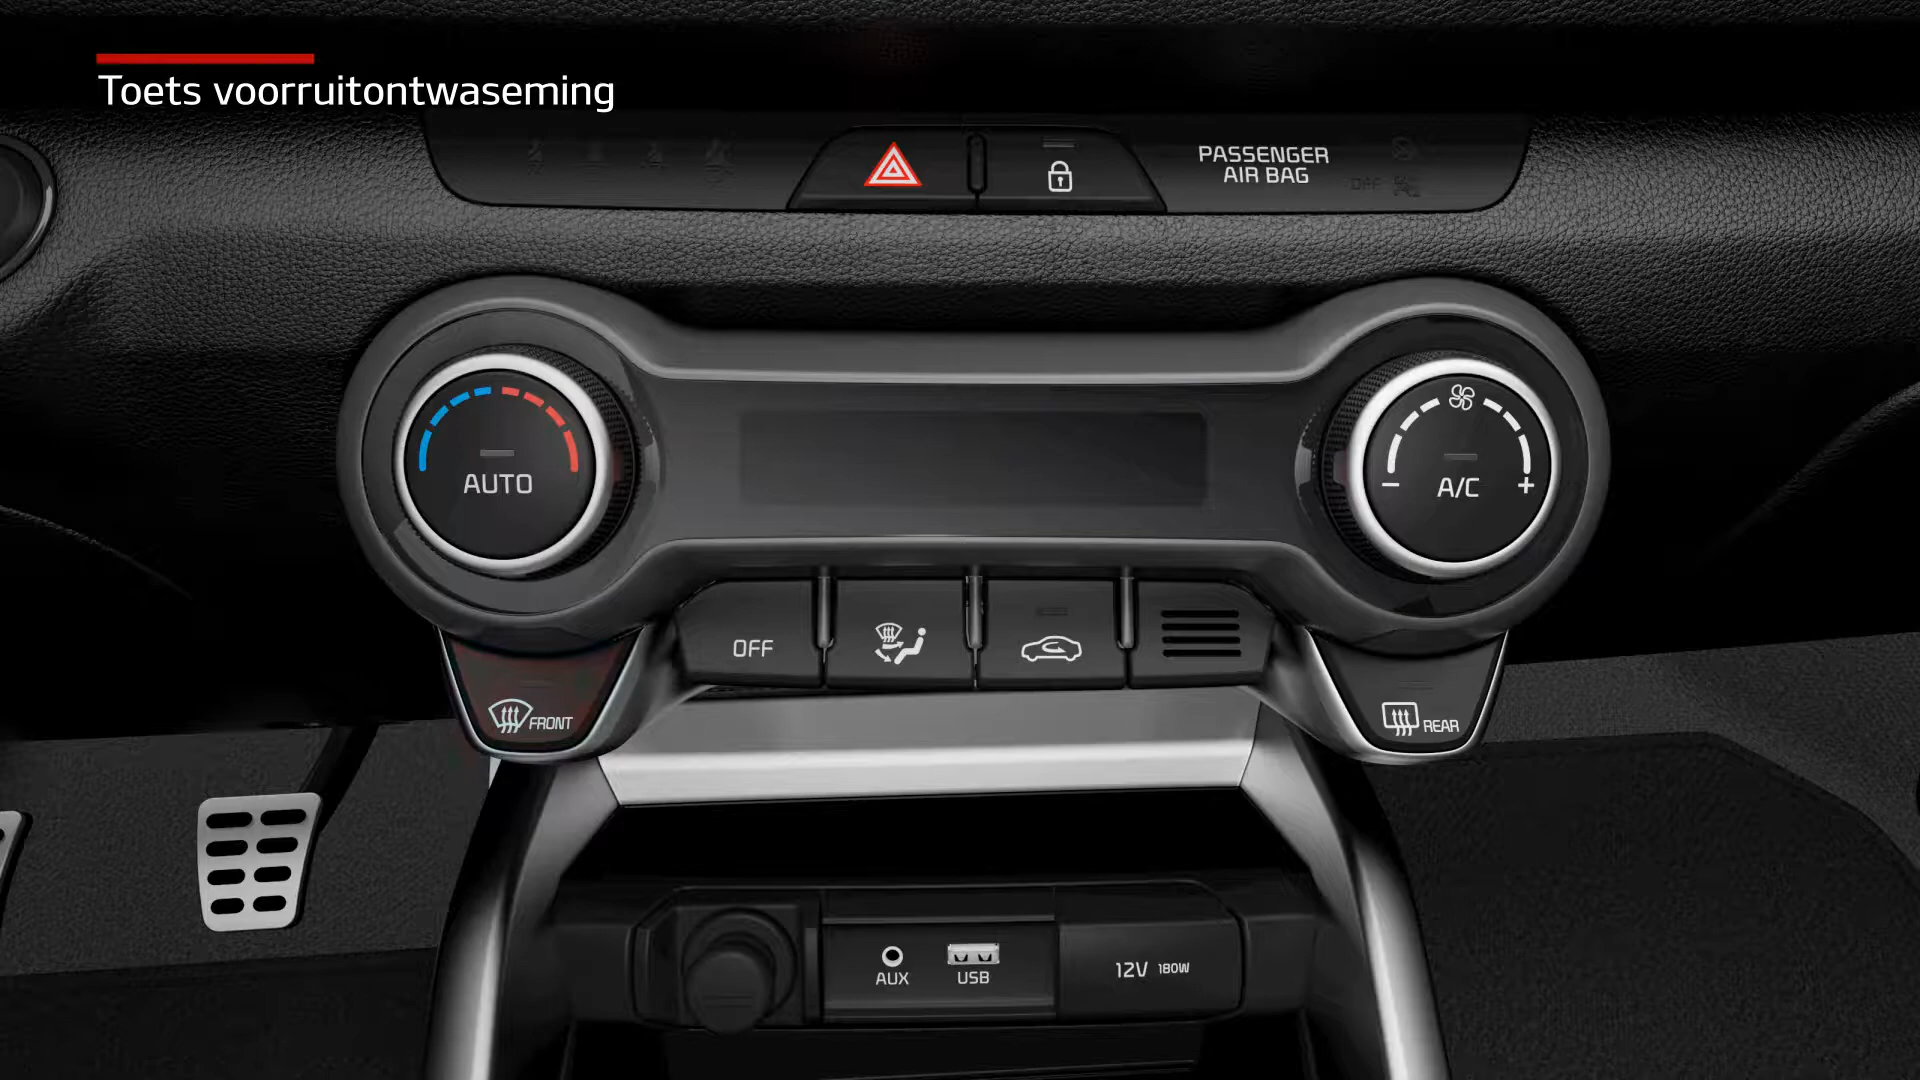 Toets voorruitontwaseming
PASSENGER
AIR BAG
AUTO
A/C
OFF
FRONT
REAR
AUX
USB
12V 180W